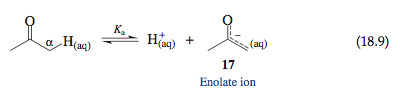 O Kₐ O
α H(aq) ⇌ H⁺(aq) + − (aq) (18.9)
17
Enolate ion